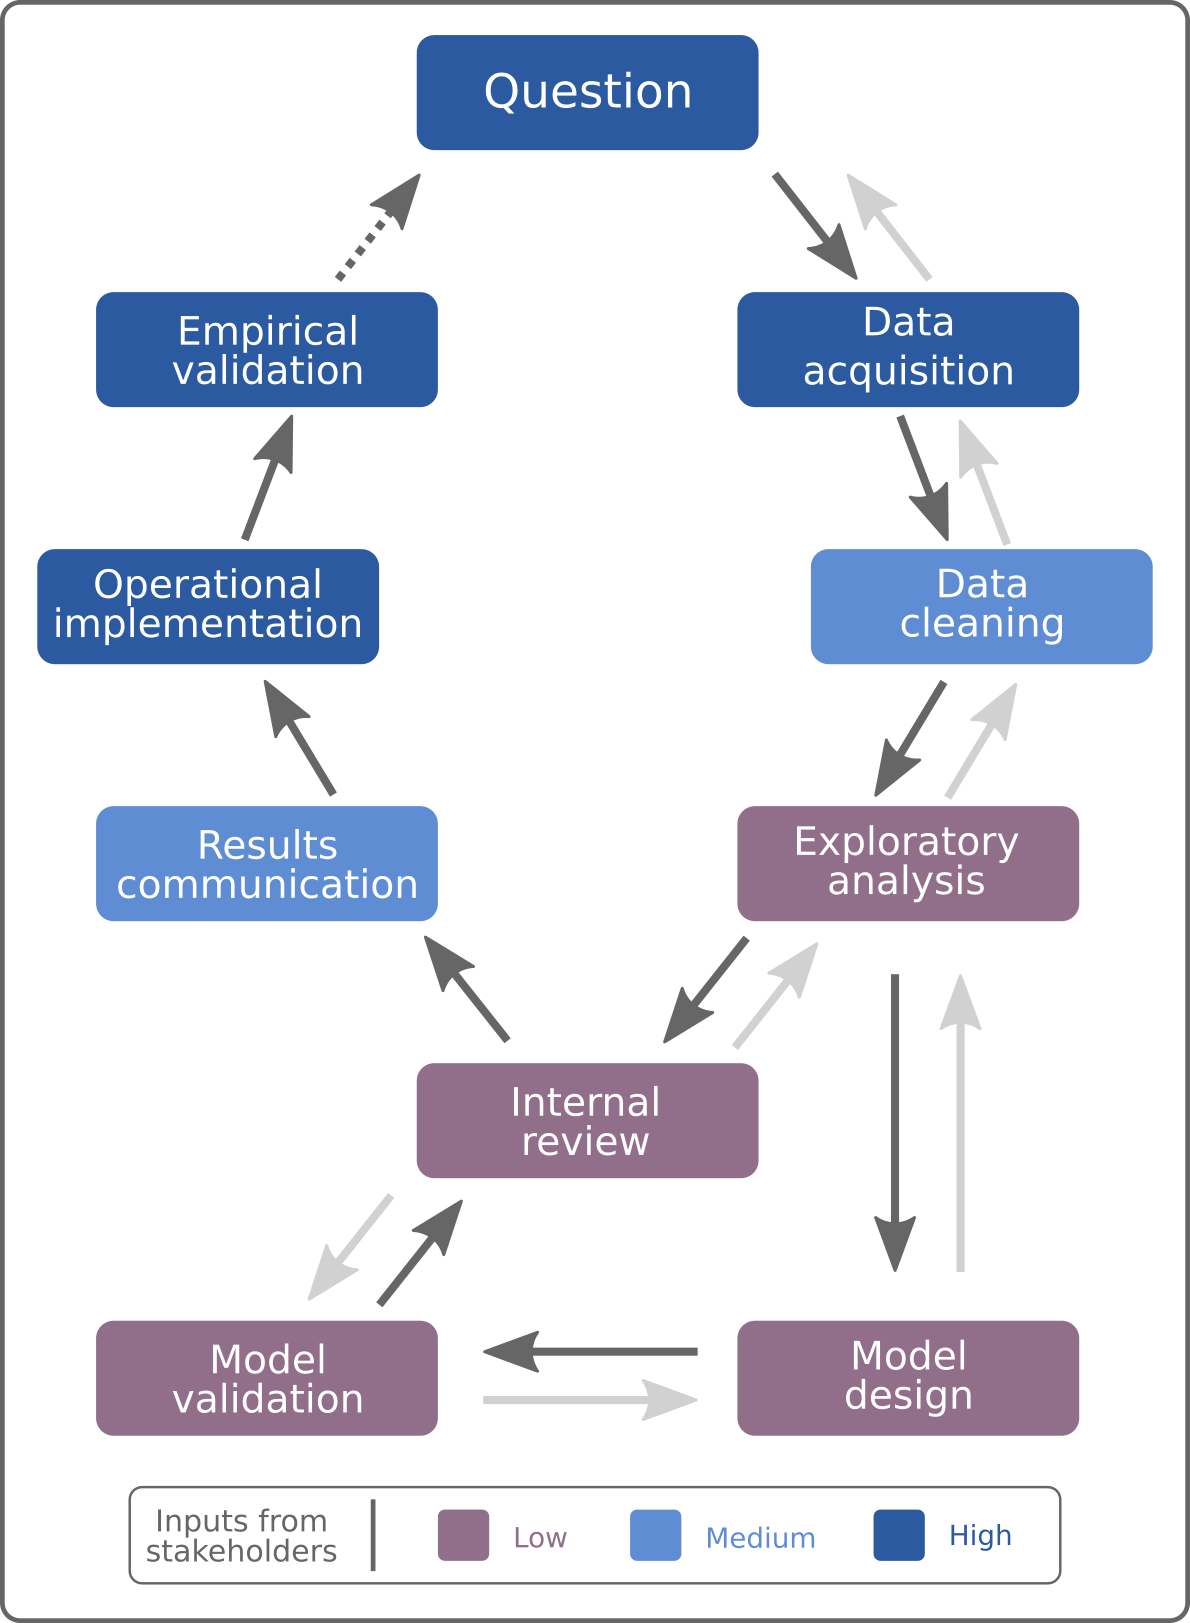 Question
Empirical
validation
Data
acquisition
Operational
implementation
Data
cleaning
Results
communication
Exploratory
analysis
Internal
review
Model
validation
Model
design
Inputs from
stakeholders
Low
Medium
High